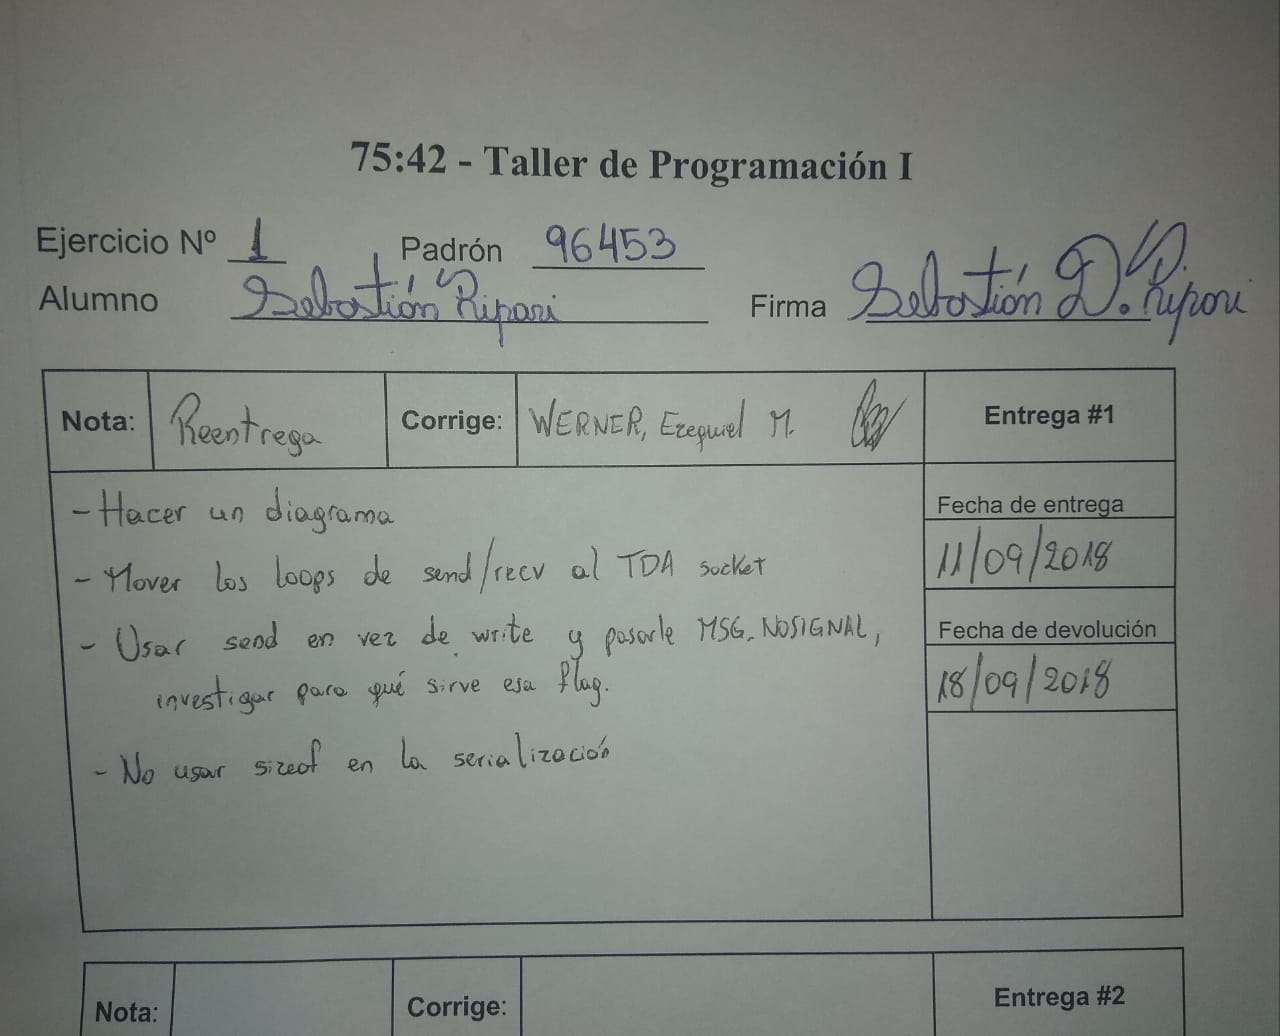 75:42 - Taller de Programación I
Ejercicio Nº 1 Padrón 96453
Alumno Sebastián Ripari Firma Sebastián D. Ripari
Nota: Reentrega Corrige: WERNER, Ezequiel M. Entrega #1
- Hacer un diagrama
Fecha de entrega
- Mover los loops de send/recv al TDA socket
11/09/2018
- Usar send en vez de write y pasarle MSG_NOSIGNAL,
Fecha de devolución
investigar para qué sirve esa flag.
18/09/2018
- No usar sizeof en la serialización
Nota: Corrige: Entrega #2